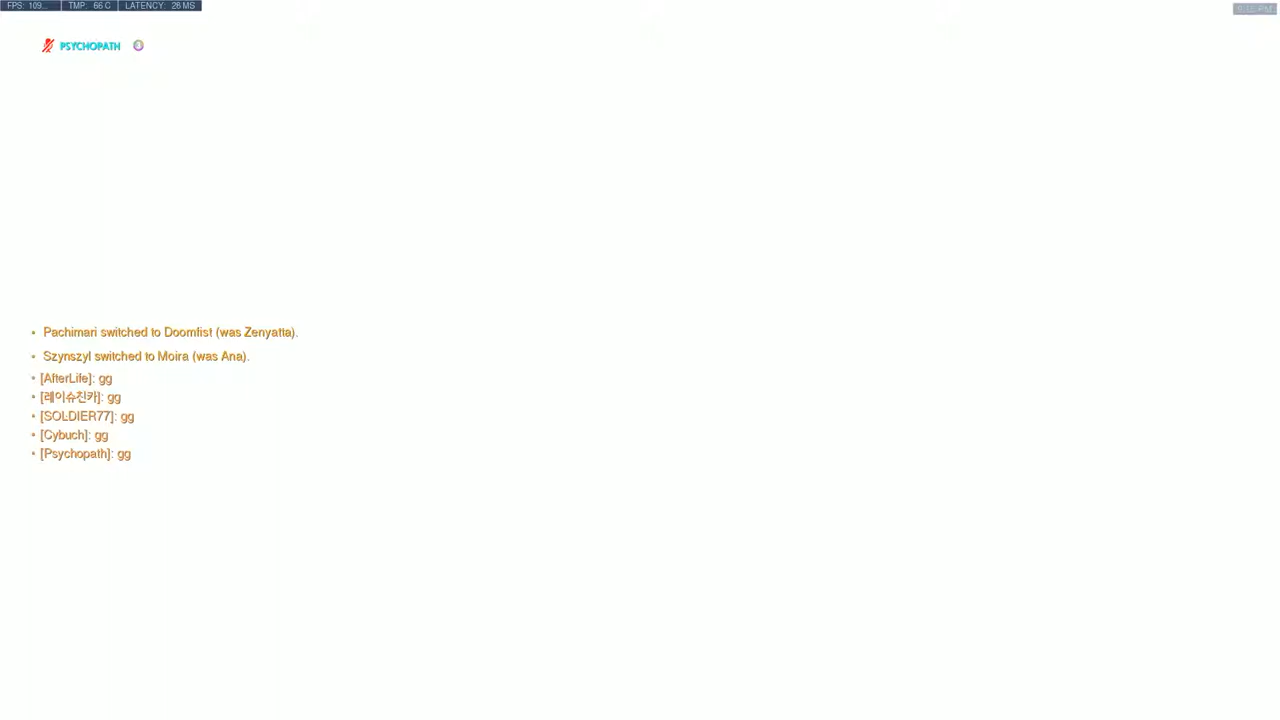 FPS: 109... TMP: 66 C LATENCY: 28 MS
PSYCHOPATH
Pachimari switched to Doomfist (was Zenyatta).
Szynszyl switched to Moira (was Ana).
[AfterLife]: gg
[레이슈친카]: gg
[SOLDIER77]: gg
[Cybuch]: gg
[Psychopath]: gg